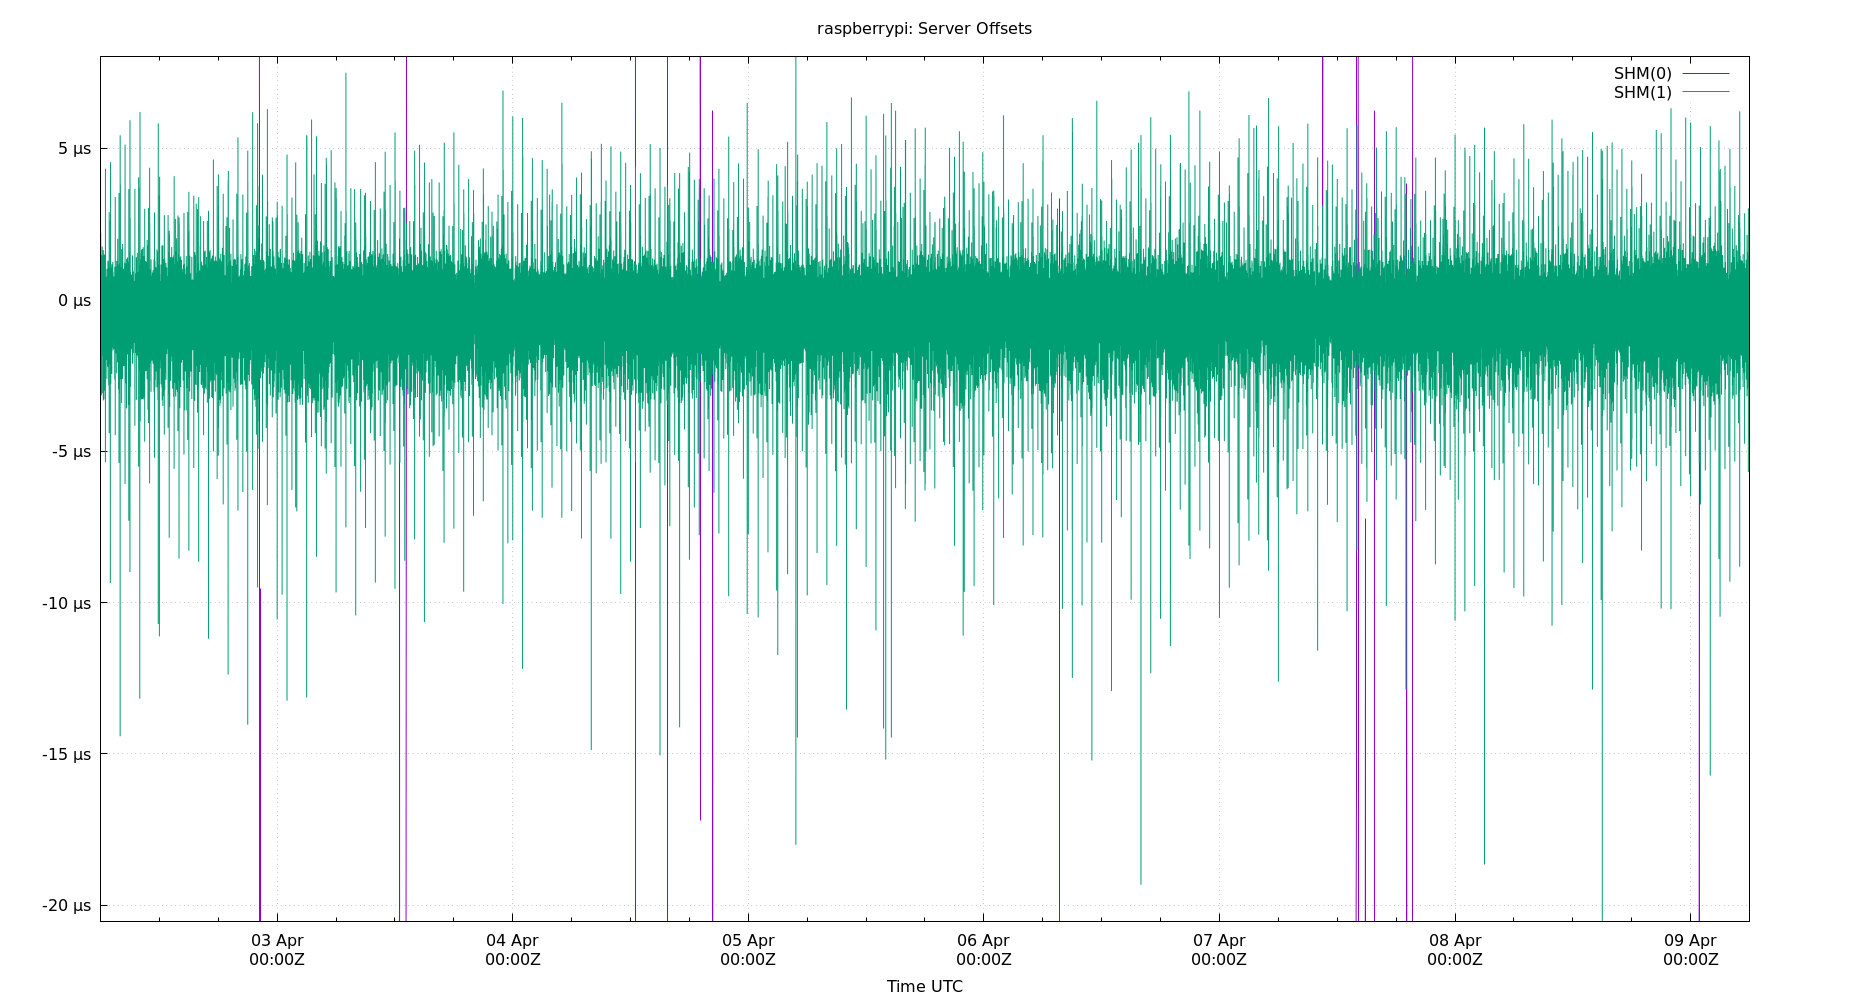 raspberrypi: Server Offsets
SHM(0)
SHM(1)
5 µs
0 µs
-5 µs
-10 µs
-15 µs
-20 µs
03 Apr 04 Apr 05 Apr 06 Apr 07 Apr 08 Apr 09 Apr
00:00Z 00:00Z 00:00Z 00:00Z 00:00Z 00:00Z 00:00Z
Time UTC